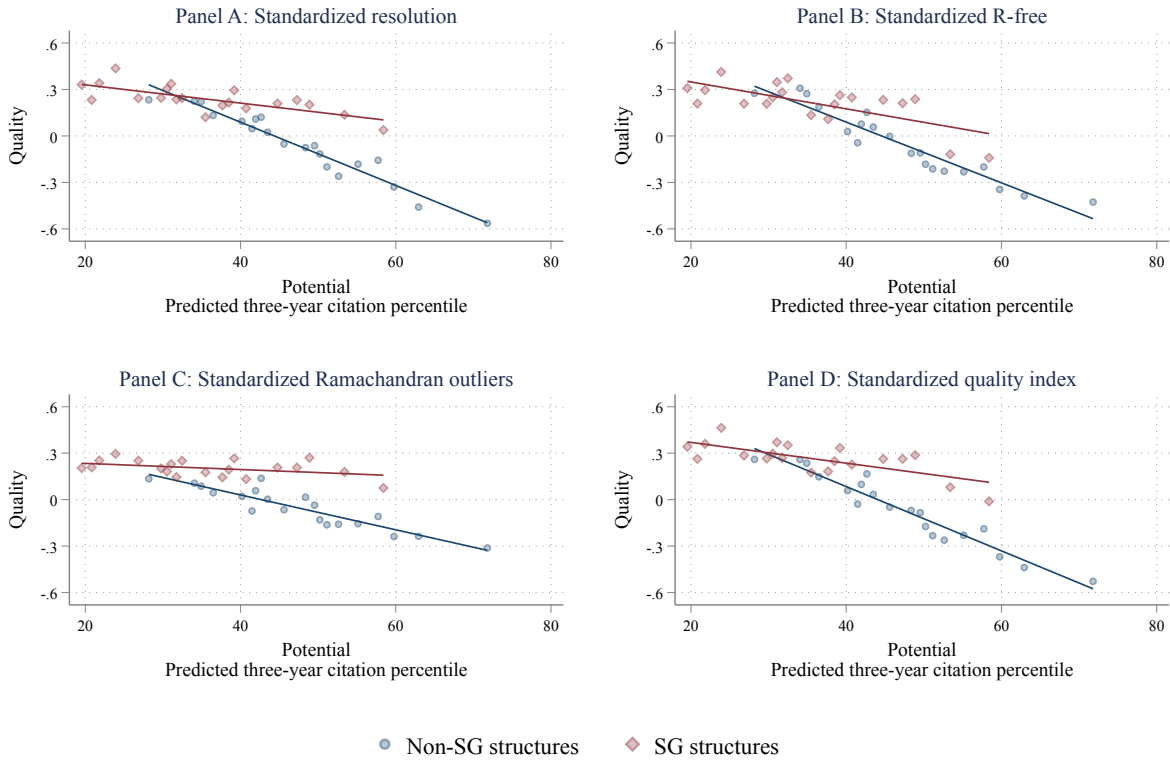 Panel A: Standardized resolution
.6
.3
0
-.3
-.6
Quality
20 40 60 80
Potential
Predicted three-year citation percentile
Panel B: Standardized R-free
.6
.3
0
-.3
-.6
Quality
20 40 60 80
Potential
Predicted three-year citation percentile
Panel C: Standardized Ramachandran outliers
.6
.3
0
-.3
-.6
Quality
20 40 60 80
Potential
Predicted three-year citation percentile
Panel D: Standardized quality index
.6
.3
0
-.3
-.6
Quality
20 40 60 80
Potential
Predicted three-year citation percentile
Non-SG structures SG structures